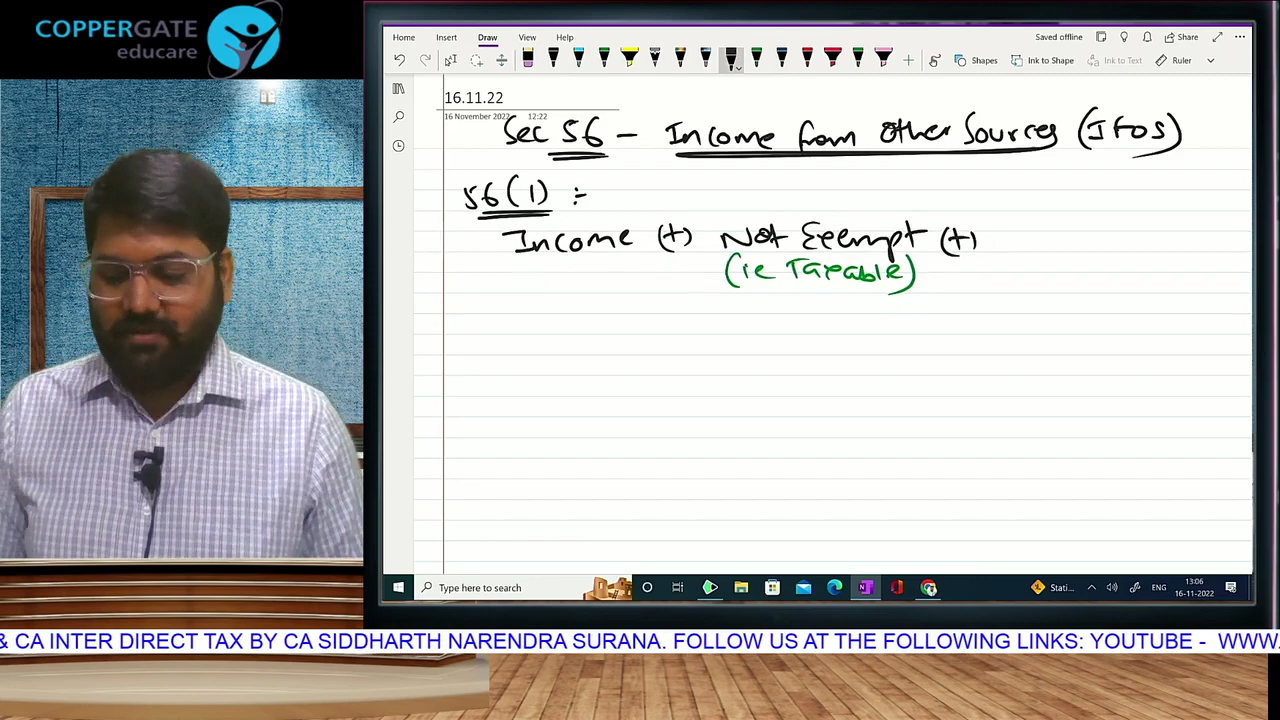 COPPERGATE
educare
Home Insert Draw View Help
Saved offline
Share
Shapes
Ink to Shape
Ink to Text
Ruler
16.11.22
16 November 2022 12:22
Sec 56 - Income from Other Sources (IFOS)
56(1) :-
Income (+) Not Exempt (+)
(ie Taxable)
Type here to search
Stati...
ENG
13:06
16-11-2022
& CA INTER DIRECT TAX BY CA SIDDHARTH NARENDRA SURANA. FOLLOW US AT THE FOLLOWING LINKS: YOUTUBE - WWW.